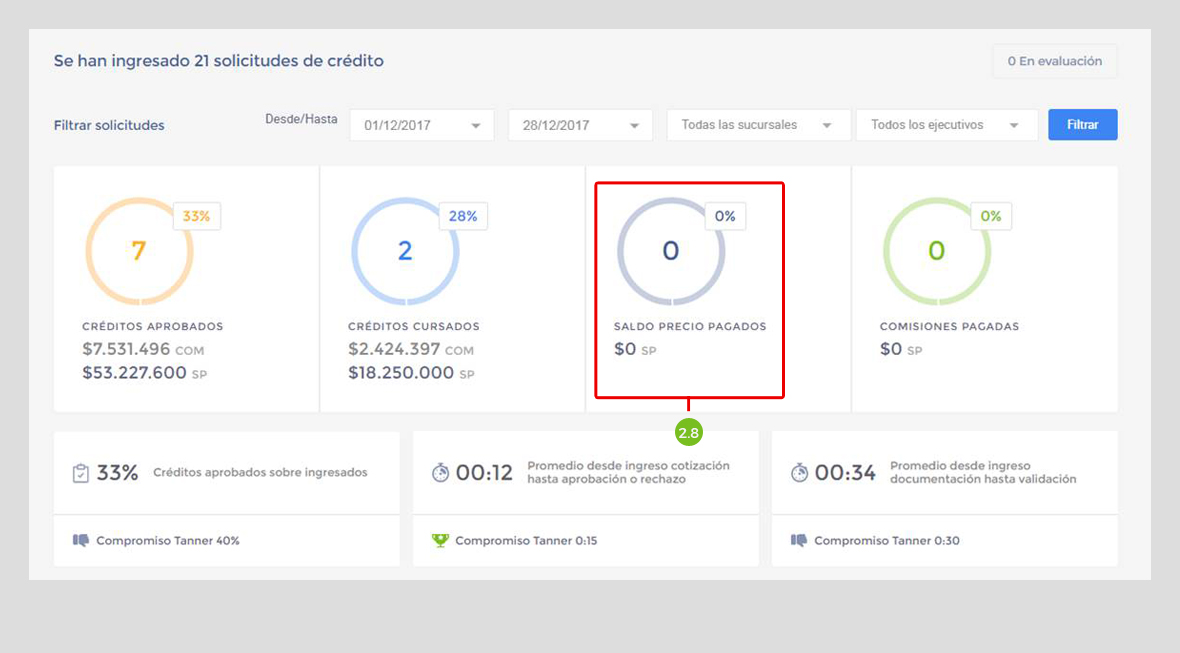 Se han ingresado 21 solicitudes de crédito
0 En evaluación
Filtrar solicitudes
Desde/Hasta
01/12/2017
28/12/2017
Todas las sucursales
Todos los ejecutivos
Filtrar
33%
7
CRÉDITOS APROBADOS
$7.531.496 COM
$53.227.600 SP
28%
2
CRÉDITOS CURSADOS
$2.424.397 COM
$18.250.000 SP
0%
0
SALDO PRECIO PAGADOS
$0 SP
0%
0
COMISIONES PAGADAS
$0 SP
2.8
33%
Créditos aprobados sobre ingresados
Compromiso Tanner 40%
00:12
Promedio desde ingreso cotización
hasta aprobación o rechazo
Compromiso Tanner 0:15
00:34
Promedio desde ingreso
documentación hasta validación
Compromiso Tanner 0:30